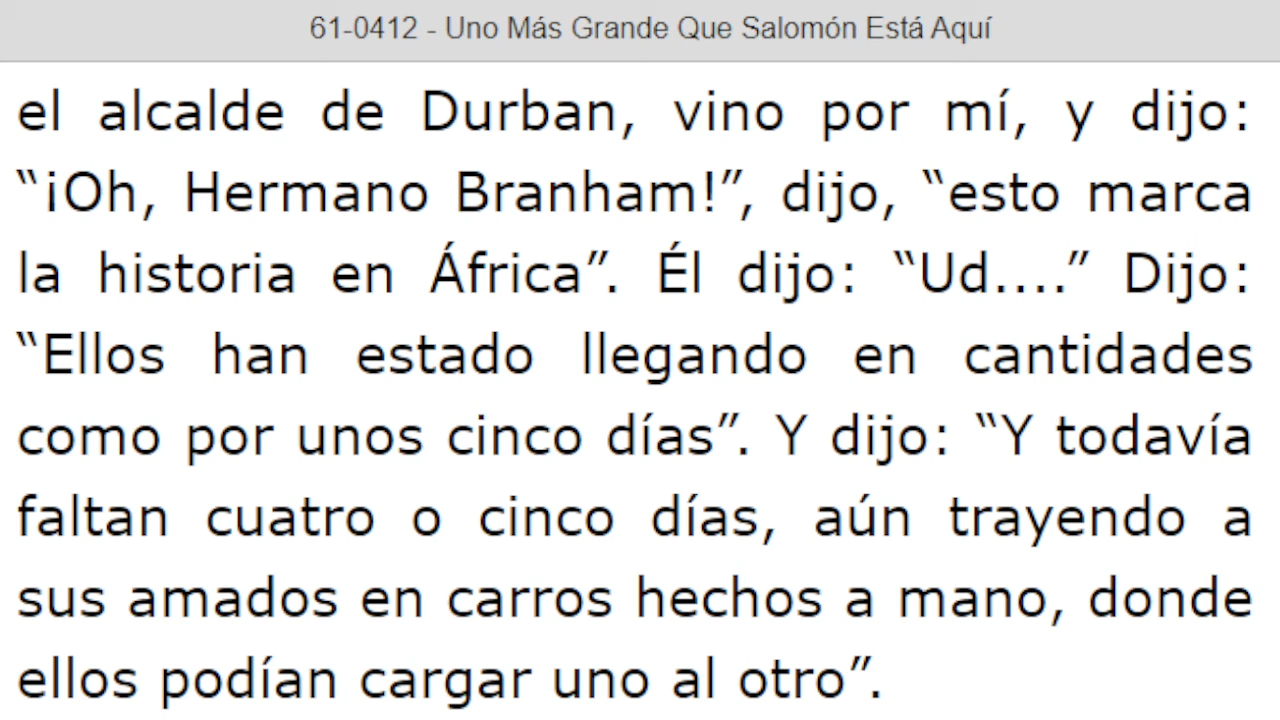 61-0412 - Uno Más Grande Que Salomón Está Aquí
el alcalde de Durban, vino por mí, y dijo:
“¡Oh, Hermano Branham!”, dijo, “esto marca
la historia en África”. Él dijo: “Ud....” Dijo:
“Ellos han estado llegando en cantidades
como por unos cinco días”. Y dijo: “Y todavía
faltan cuatro o cinco días, aún trayendo a
sus amados en carros hechos a mano, donde
ellos podían cargar uno al otro”.